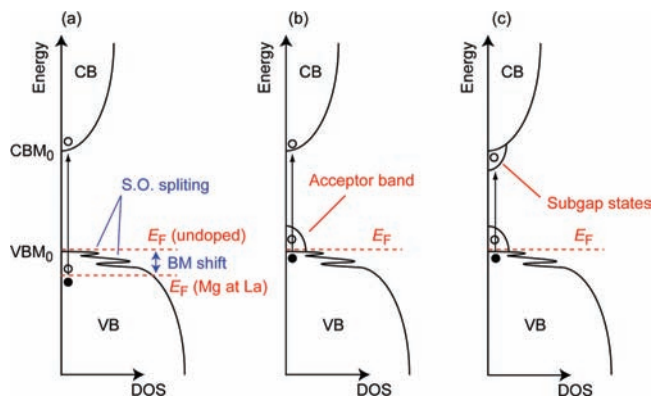 (a)
Energy
CB
CBM0
S.O. spliting
EF (undoped)
VBM0
BM shift
EF (Mg at La)
VB
DOS
(b)
Energy
CB
Acceptor band
EF
VB
DOS
(c)
Energy
CB
Subgap states
EF
VB
DOS